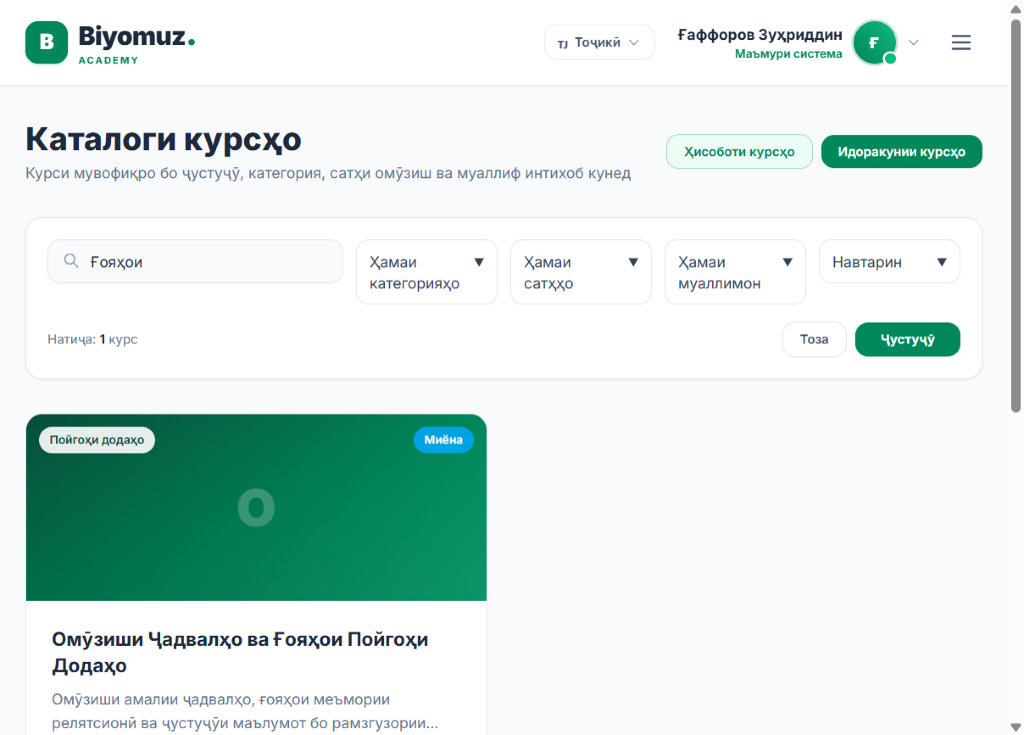 B
Biyomuz.
ACADEMY
TJ Тоҷикӣ
Ғаффоров Зуҳриддин
Маъмури система
Ғ
Каталоги курсҳо
Курси мувофиқро бо ҷустуҷӯ, категория, сатҳи омӯзиш ва муаллиф интихоб кунед
Ҳисоботи курсҳо
Идоракунии курсҳо
Ғояҳои
Ҳамаи
категорияҳо
Ҳамаи
сатҳҳо
Ҳамаи
муаллимон
Навтарин
Натиҷа: 1 курс
Тоза
Ҷустуҷӯ
Пойгоҳи додаҳо
Миёна
О
Омӯзиши Ҷадвалҳо ва Ғояҳои Пойгоҳи
Додаҳо
Омӯзиши амалии ҷадвалҳо, ғояҳои меъмории
релятсионӣ ва ҷустуҷӯи маълумот бо рамзгузории...